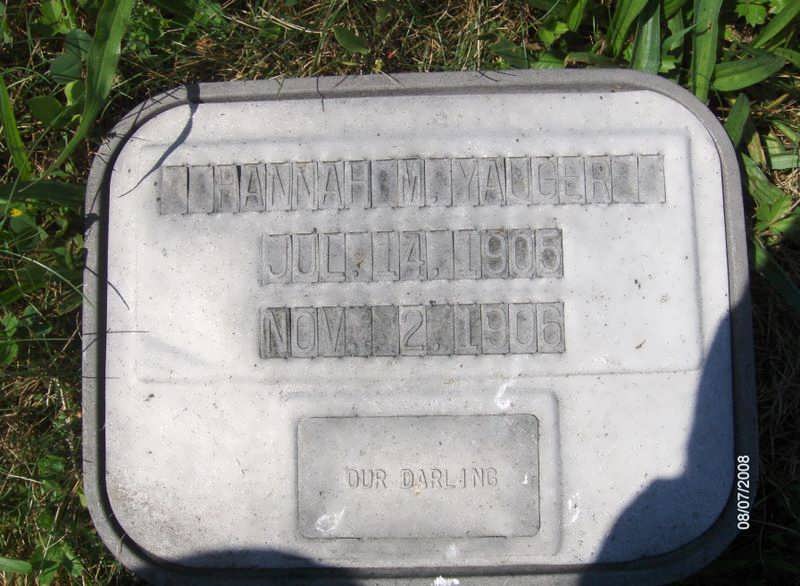 HANNAH M. YAUGER
JUL. 14. 1905
NOV. 2. 1906
OUR DARLING
08/07/2008